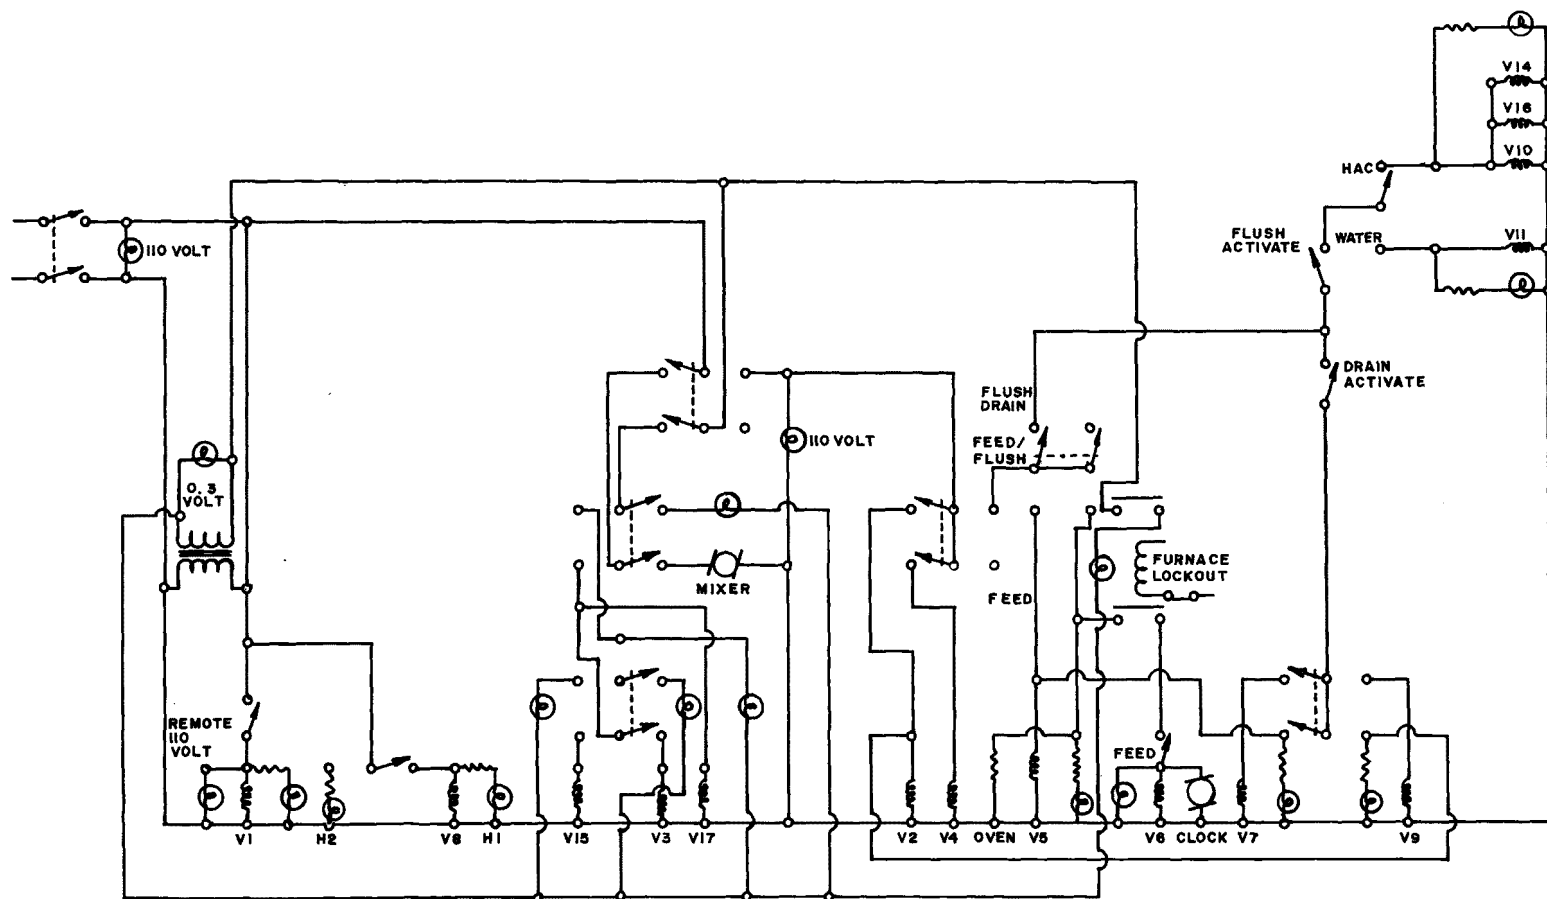 V14
V16
V10
HAC
FLUSH
ACTIVATE
WATER
V11
110 VOLT
DRAIN
ACTIVATE
FLUSH
DRAIN
FEED/
FLUSH
110 VOLT
0.3
VOLT
MIXER
FURNACE
LOCKOUT
FEED
REMOTE
110
VOLT
FEED
V1
H2
V8
H1
V15
V3
V17
V2
V4
OVEN
V5
V6
CLOCK
V7
V9